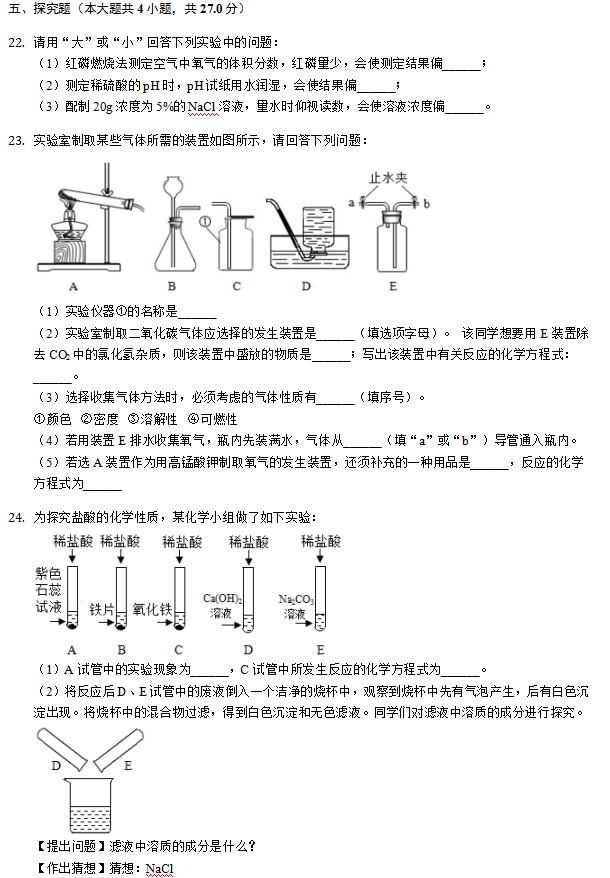 五、探究题（本大题共 4 小题，共 27.0 分）
22. 请用“大”或“小”回答下列实验中的问题：
（1）红磷燃烧法测定空气中氧气的体积分数，红磷量少，会使测定结果偏______；
（2）测定稀硫酸的pH时，pH试纸用水润湿，会使结果偏______；
（3）配制 20g 浓度为 5%的NaCl 溶液，量水时仰视读数，会使溶液浓度偏______。
23. 实验室制取某些气体所需的装置如图所示，请回答下列问题：
止水夹
a b
①
A B C D E
（1）实验仪器①的名称是______
（2）实验室制取二氧化碳气体应选择的发生装置是______（填选项字母）。 该同学想要用 E 装置除
去 CO₂ 中的氯化氢杂质，则该装置中盛放的物质是______；写出该装置中有关反应的化学方程式：
______。
（3）选择收集气体方法时，必须考虑的气体性质有______（填序号）。
①颜色 ②密度 ③溶解性 ④可燃性
（4）若用装置 E 排水收集氧气，瓶内先装满水，气体从______（填“a”或“b”）导管通入瓶内。
（5）若选 A 装置作为用高锰酸钾制取氧气的发生装置，还须补充的一种用品是______，反应的化学
方程式为______
24. 为探究盐酸的化学性质，某化学小组做了如下实验：
稀盐酸 稀盐酸 稀盐酸 稀盐酸 稀盐酸
紫色
石蕊
试液
铁片
氧化铁
Ca(OH)₂
溶液
Na₂CO₃
溶液
A B C D E
（1）A 试管中的实验现象为______，C 试管中所发生反应的化学方程式为______。
（2）将反应后 D、E 试管中的废液倒入一个洁净的烧杯中，观察到烧杯中先有气泡产生，后有白色沉
淀出现。将烧杯中的混合物过滤，得到白色沉淀和无色滤液。同学们对滤液中溶质的成分进行探究。
D E
【提出问题】滤液中溶质的成分是什么？
【作出猜想】猜想：NaCl